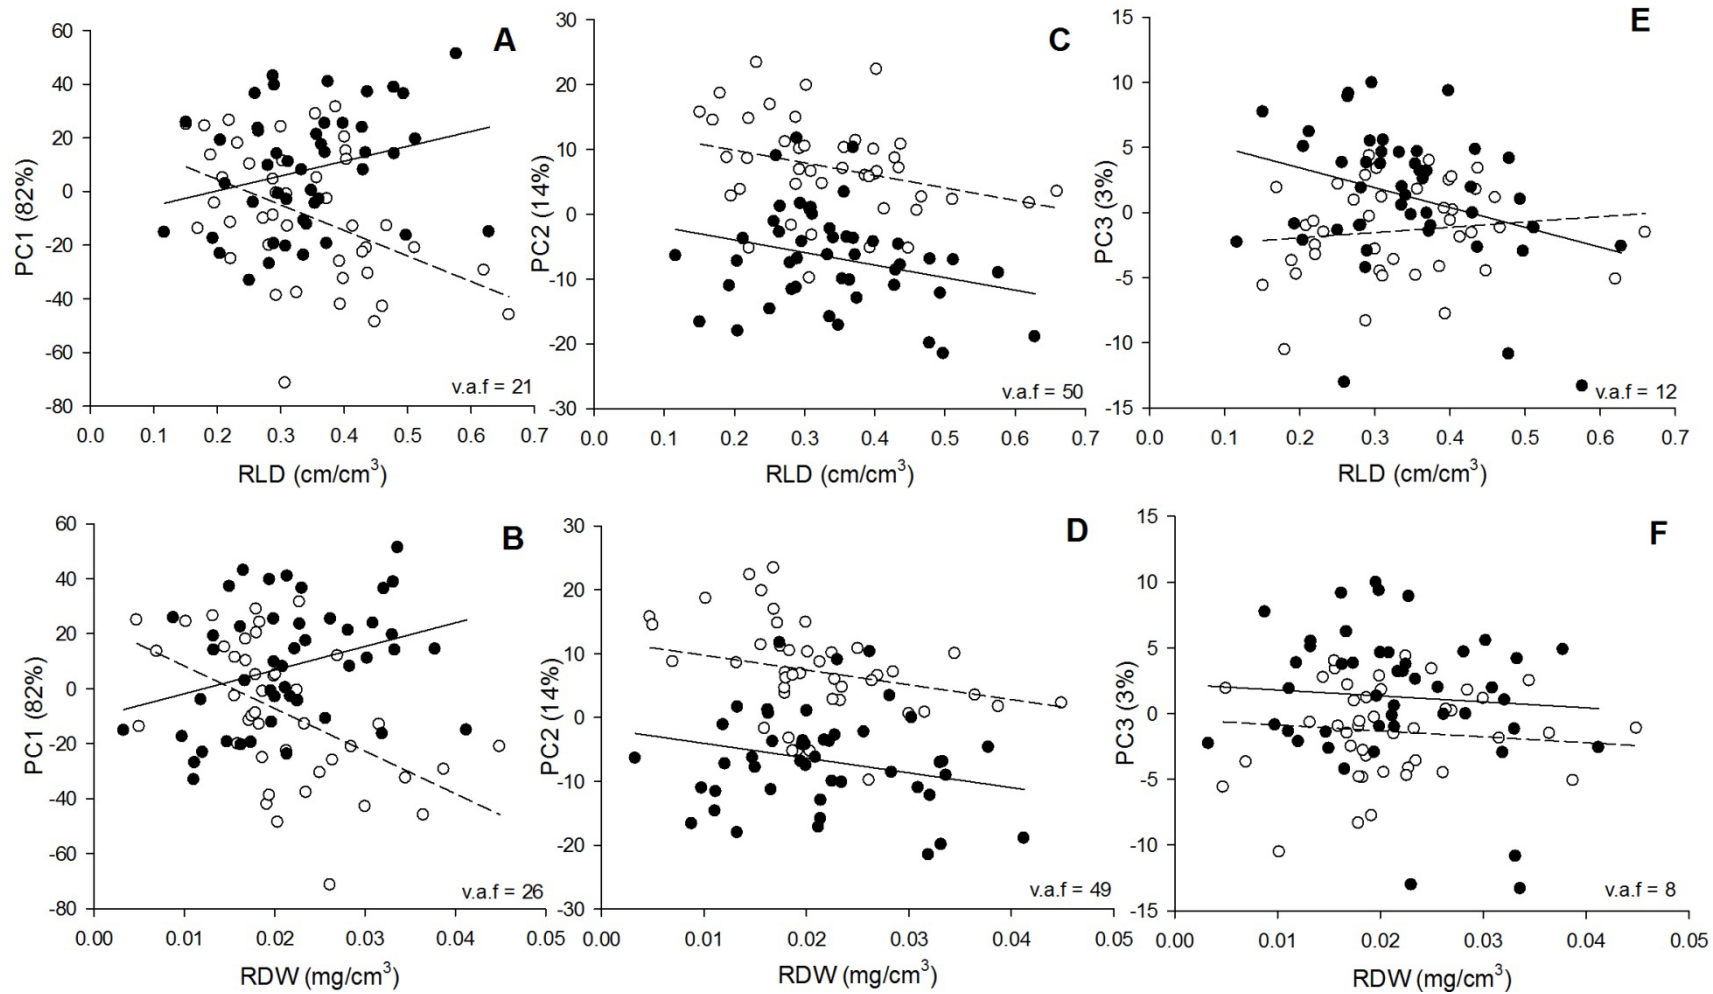 A
60
40
20
0
-20
-40
-60
-80
PC1 (82%)
v.a.f = 21
0.0 0.1 0.2 0.3 0.4 0.5 0.6 0.7
RLD (cm/cm³)
C
30
20
10
0
-10
-20
-30
PC2 (14%)
v.a.f = 50
0.0 0.1 0.2 0.3 0.4 0.5 0.6 0.7
RLD (cm/cm³)
E
15
10
5
0
-5
-10
-15
PC3 (3%)
v.a.f = 12
0.0 0.1 0.2 0.3 0.4 0.5 0.6 0.7
RLD (cm/cm³)
B
60
40
20
0
-20
-40
-60
-80
PC1 (82%)
v.a.f = 26
0.00 0.01 0.02 0.03 0.04 0.05
RDW (mg/cm³)
D
30
20
10
0
-10
-20
-30
PC2 (14%)
v.a.f = 49
0.00 0.01 0.02 0.03 0.04 0.05
RDW (mg/cm³)
F
15
10
5
0
-5
-10
-15
PC3 (3%)
v.a.f = 8
0.00 0.01 0.02 0.03 0.04 0.05
RDW (mg/cm³)